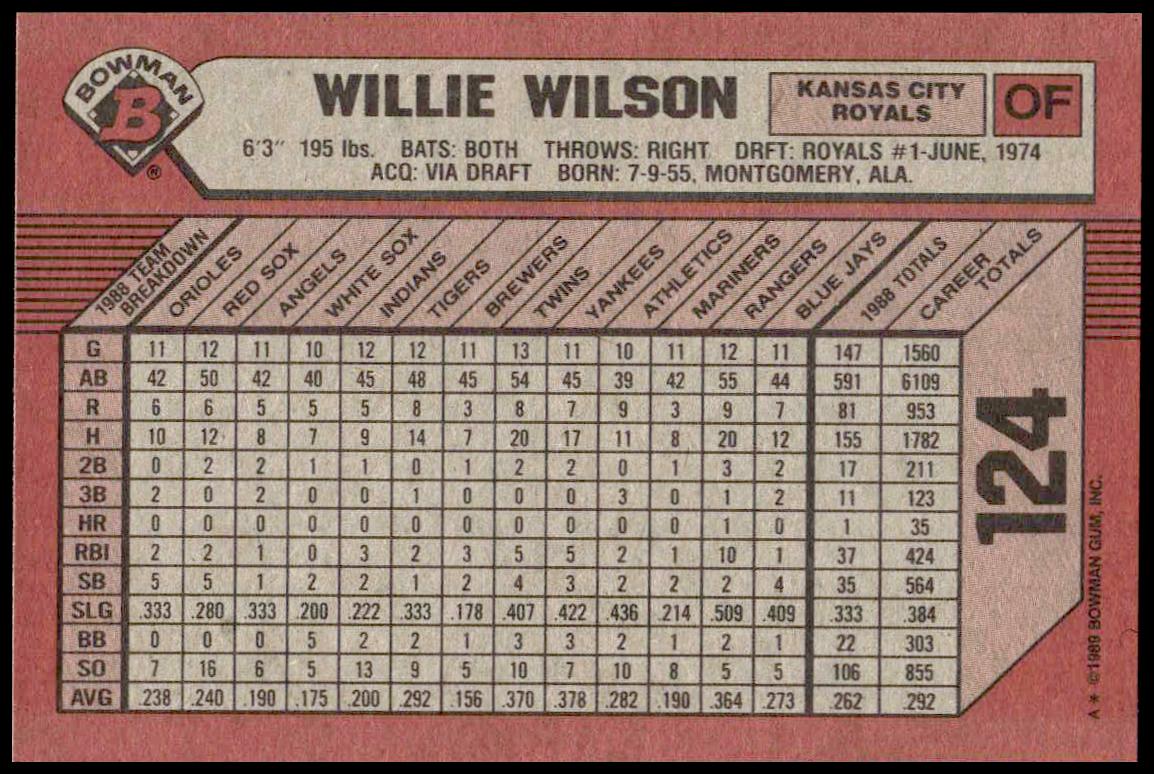 BOWMAN
B
®
WILLIE WILSON
KANSAS CITY
ROYALS
OF
6'3" 195 lbs. BATS: BOTH THROWS: RIGHT DRFT: ROYALS #1-JUNE, 1974
ACQ: VIA DRAFT BORN: 7-9-55, MONTGOMERY, ALA.
1988 TEAM BREAKDOWN ORIOLES RED SOX ANGELS WHITE SOX INDIANS TIGERS BREWERS TWINS YANKEES ATHLETICS MARINERS RANGERS BLUE JAYS 1988 TOTALS CAREER TOTALS
G 11 12 11 10 12 12 11 13 11 10 11 12 11 147 1560
AB 42 50 42 40 45 48 45 54 45 39 42 55 44 591 6109
R 6 6 5 5 5 8 3 8 7 9 3 9 7 81 953
H 10 12 8 7 9 14 7 20 17 11 8 20 12 155 1782
2B 0 2 2 1 1 0 1 2 2 0 1 3 2 17 211
3B 2 0 2 0 0 1 0 0 0 3 0 1 2 11 123
HR 0 0 0 0 0 0 0 0 0 0 0 1 0 1 35
RBI 2 2 1 0 3 2 3 5 5 2 1 10 1 37 424
SB 5 5 1 2 2 1 2 4 3 2 2 2 4 35 564
SLG .333 .280 .333 .200 .222 .333 .178 .407 .422 .436 .214 .509 .409 .333 .384
BB 0 0 0 5 2 2 1 3 3 2 1 2 1 22 303
SO 7 16 6 5 13 9 5 10 7 10 8 5 5 106 855
AVG .238 .240 .190 .175 .200 .292 .156 .370 .378 .282 .190 .364 .273 .262 .292
124
A * ©1989 BOWMAN GUM, INC.